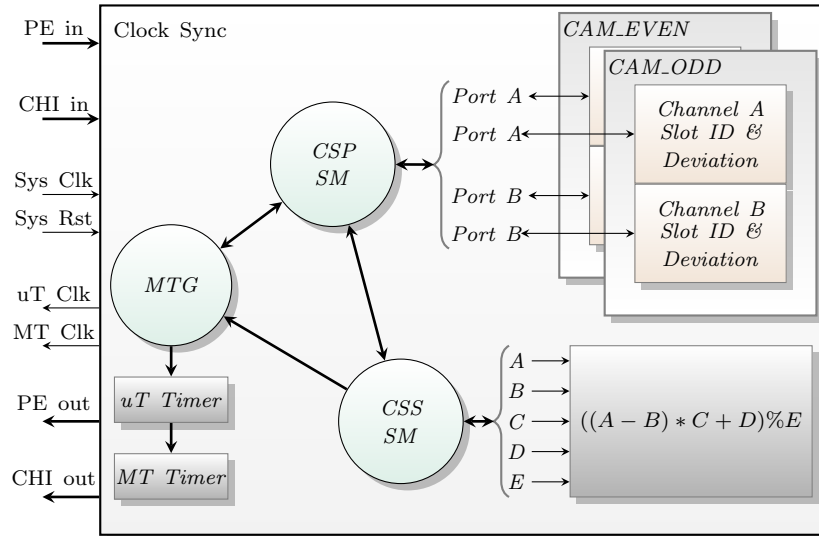 PE in
Clock Sync
CAM_EVEN
CAM_ODD
CHI in
Port A
Port A
Channel A
Slot ID &
Deviation
CSP
SM
Sys Clk
Sys Rst
Port B
Port B
Channel B
Slot ID &
Deviation
MTG
uT Clk
MT Clk
PE out
uT Timer
CHI out
MT Timer
CSS
SM
A
B
C
D
E
((A − B) ∗ C + D)%E